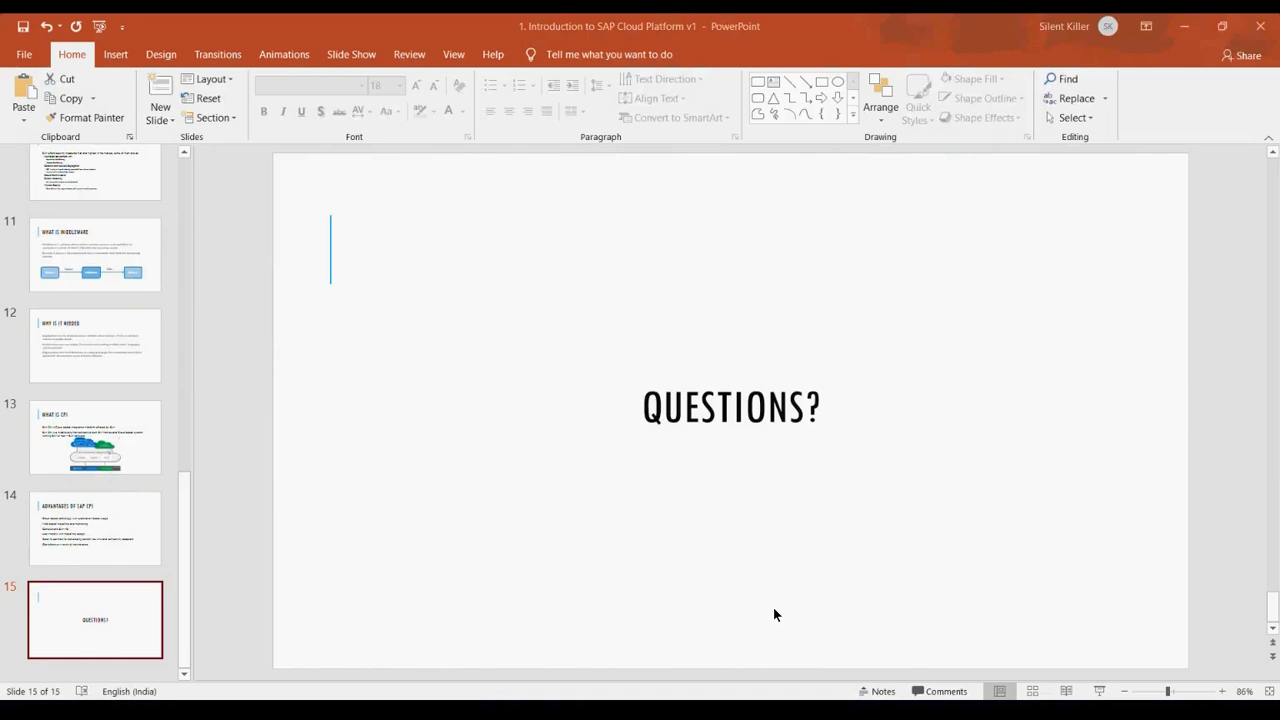 1. Introduction to SAP Cloud Platform v1 - PowerPoint
Silent Killer
SK
File Home Insert Design Transitions Animations Slide Show Review View Help Tell me what you want to do
Share
Paste
Cut
Copy
Format Painter
Clipboard
New Slide
Layout
Reset
Section
Slides
18
Font
Text Direction
Align Text
Convert to SmartArt
Paragraph
Arrange
Quick Styles
Shape Fill
Shape Outline
Shape Effects
Drawing
Find
Replace
Select
Editing
11
WHAT IS MIDDLEWARE
12
WHY IS IT NEEDED
13
WHAT IS CPI
14
ADVANTAGES OF SAP CPI
15
QUESTIONS?
QUESTIONS?
Slide 15 of 15 English (India)
Notes Comments 86%